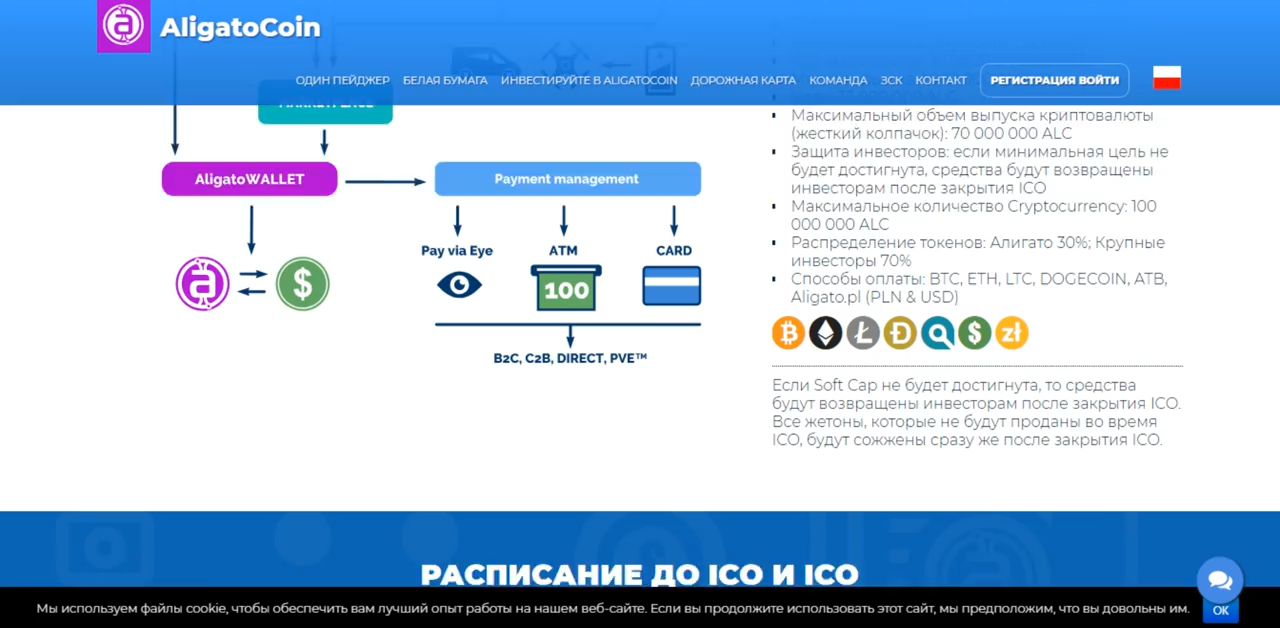 AligatoCoin
ОДИН ПЕЙДЖЕР БЕЛАЯ БУМАГА ИНВЕСТИРУЙТЕ В ALIGATOCOIN ДОРОЖНАЯ КАРТА КОМАНДА ЗСК КОНТАКТ РЕГИСТРАЦИЯ ВОЙТИ
AligatoWALLET
Payment management
Pay via Eye
ATM
CARD
100
B2C, C2B, DIRECT, PVE™
Максимальный объем выпуска криптовалюты
(жесткий колпачок): 70 000 000 ALC
Защита инвесторов: если минимальная цель не
будет достигнута, средства будут возвращены
инвесторам после закрытия ICO
Максимальное количество Cryptocurrency: 100
000 000 ALC
Распределение токенов: Алигато 30%; Крупные
инвесторы 70%
Способы оплаты: BTC, ETH, LTC, DOGECOIN, ATB,
Aligato.pl (PLN & USD)
zł
Если Soft Cap не будет достигнута, то средства
будут возвращены инвесторам после закрытия ICO.
Все жетоны, которые не будут проданы во время
ICO, будут сожжены сразу же после закрытия ICO.
РАСПИСАНИЕ ДО ICO И ICO
Мы используем файлы cookie, чтобы обеспечить вам лучший опыт работы на нашем веб-сайте. Если вы продолжите использовать этот сайт, мы предположим, что вы довольны им.
ОК